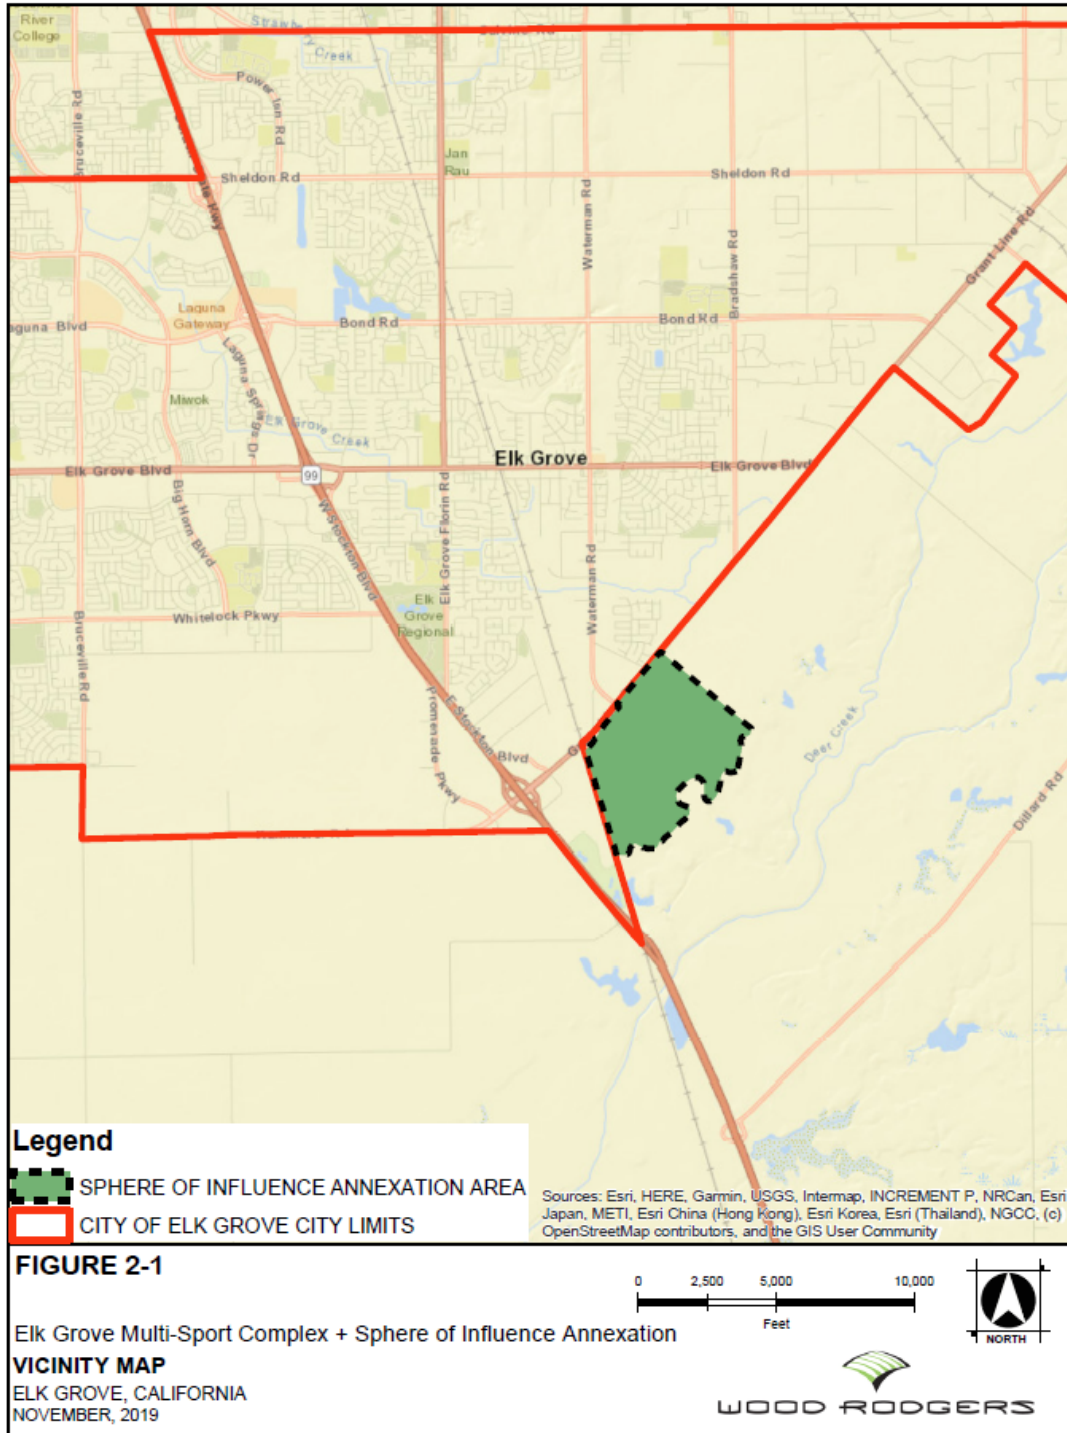 River
College
Strawberry
Creek
Power Inn Rd
Bruceville Rd
Jan
Rau
Sheldon Rd
Sheldon Rd
Waterman Rd
Bradshaw Rd
Grant Line Rd
Laguna
Gateway
aguna Blvd
Bond Rd
Bond Rd
Laguna Springs Dr
Miwok
Elk Grove
Creek
Elk Grove
Elk Grove Blvd
99
Elk Grove Blvd
Big Horn Blvd
W Stockton Blvd
Elk Grove Florin Rd
Waterman Rd
Elk
Grove
Regional
Whitelock Pkwy
Bruceville Rd
Promenade Pkwy
E Stockton Blvd
G
Deer Creek
Dillard Rd
Legend
SPHERE OF INFLUENCE ANNEXATION AREA
CITY OF ELK GROVE CITY LIMITS
Sources: Esri, HERE, Garmin, USGS, Intermap, INCREMENT P, NRCan, Esri
Japan, METI, Esri China (Hong Kong), Esri Korea, Esri (Thailand), NGCC, (c)
OpenStreetMap contributors, and the GIS User Community
FIGURE 2-1
0 2,500 5,000 10,000
Feet
NORTH
Elk Grove Multi-Sport Complex + Sphere of Influence Annexation
VICINITY MAP
ELK GROVE, CALIFORNIA
NOVEMBER, 2019
WOOD RODGERS